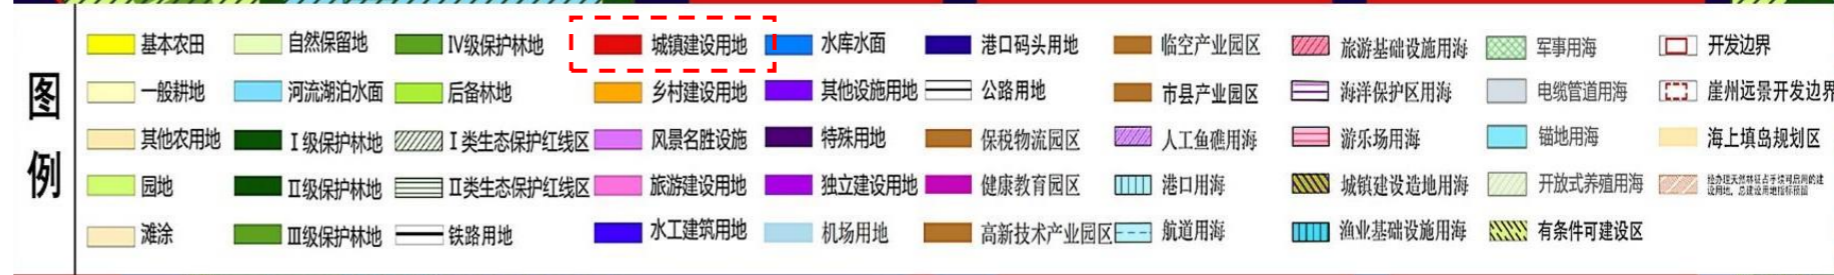 图例
基本农田 自然保留地 IV级保护林地 城镇建设用地 水库水面 港口码头用地 临空产业园区 旅游基础设施用海 军事用海 开发边界
一般耕地 河流湖泊水面 后备林地 乡村建设用地 其他设施用地 公路用地 市县产业园区 海洋保护区用海 电缆管道用海 崖州远景开发边界
其他农用地 I级保护林地 I类生态保护红线区 风景名胜设施 特殊用地 保税物流园区 人工鱼礁用海 游乐场用海 锚地用海 海上填岛规划区
园地 II级保护林地 II类生态保护红线区 旅游建设用地 独立建设用地 健康教育园区 港口用海 城镇建设造地用海 开放式养殖用海
滩涂 III级保护林地 铁路用地 水工建筑用地 机场用地 高新技术产业园区 航道用海 渔业基础设施用海 有条件可建设区